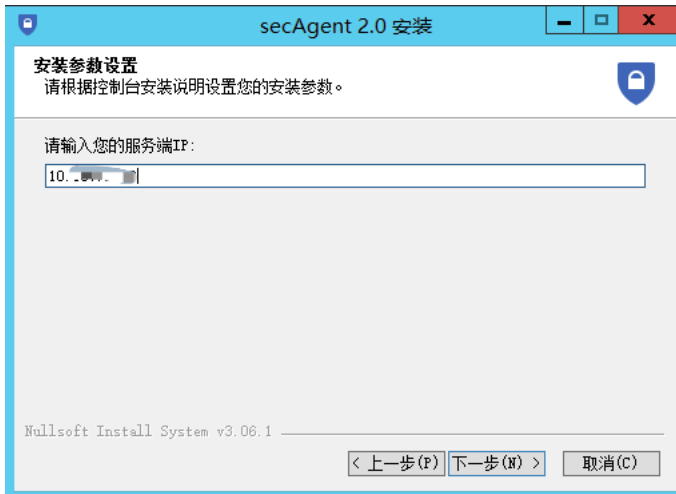 secAgent 2.0 安装
安装参数设置
请根据控制台安装说明设置您的安装参数。
请输入您的服务端IP:
10.
Nullsoft Install System v3.06.1
< 上一步(P) 下一步(N) > 取消(C)